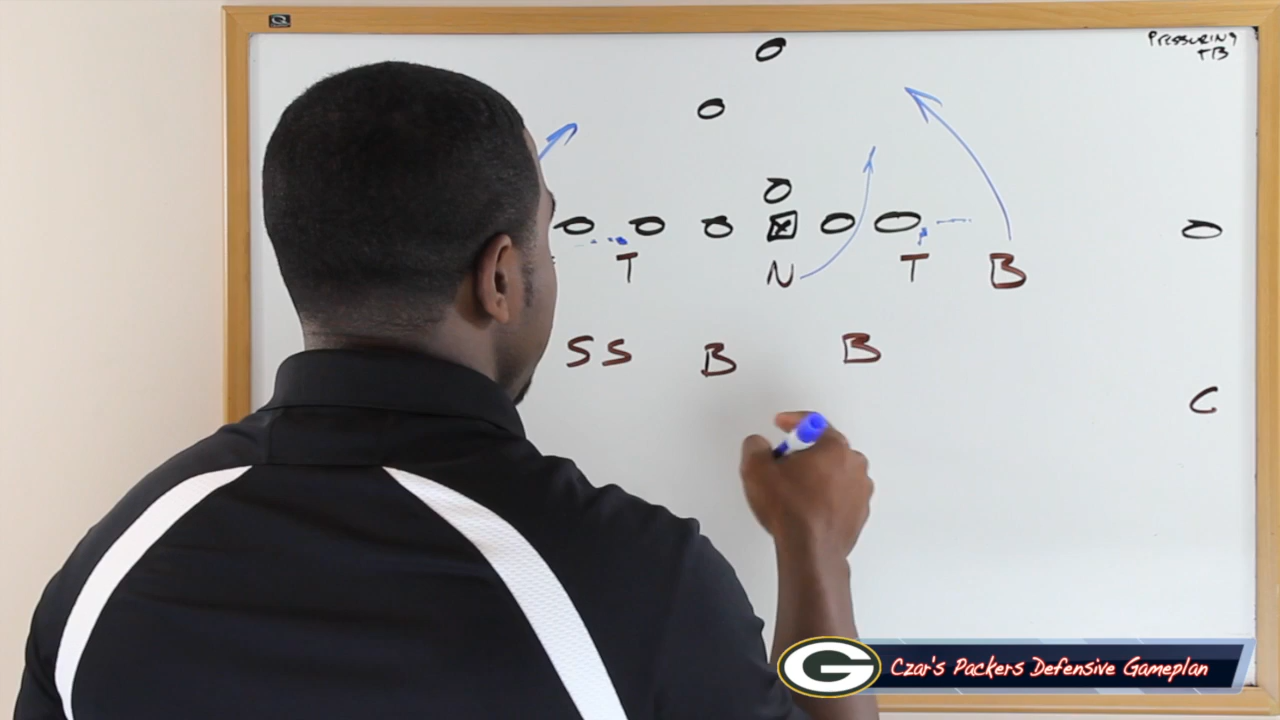 PRESSURING
TB
T N T B
SS B B
C
G Czar's Packers Defensive Gameplan